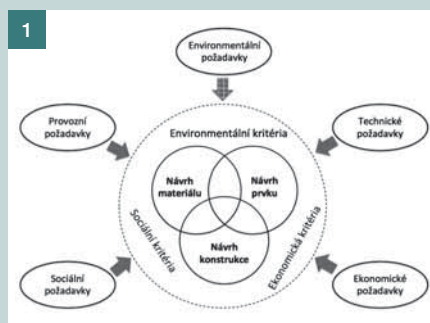 1
Environmentální
požadavky
Provozní
požadavky
Technické
požadavky
Environmentální kritéria
Návrh
materiálu
Návrh
prvku
Návrh
konstrukce
Sociální kritéria
Ekonomická kritéria
Sociální
požadavky
Ekonomické
požadavky